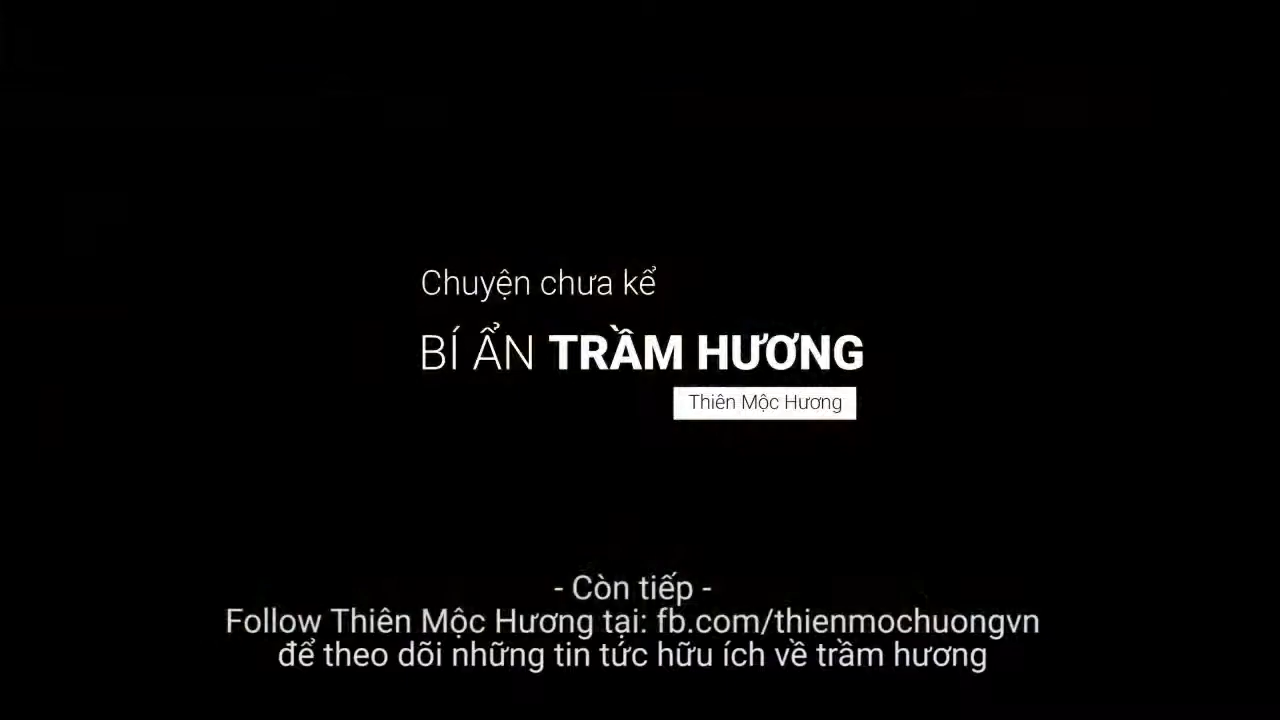 Chuyện chưa kể
BÍ ẨN TRẦM HƯƠNG
Thiên Mộc Hương
- Còn tiếp -
Follow Thiên Mộc Hương tại: fb.com/thienmochuongvn
để theo dõi những tin tức hữu ích về trầm hương